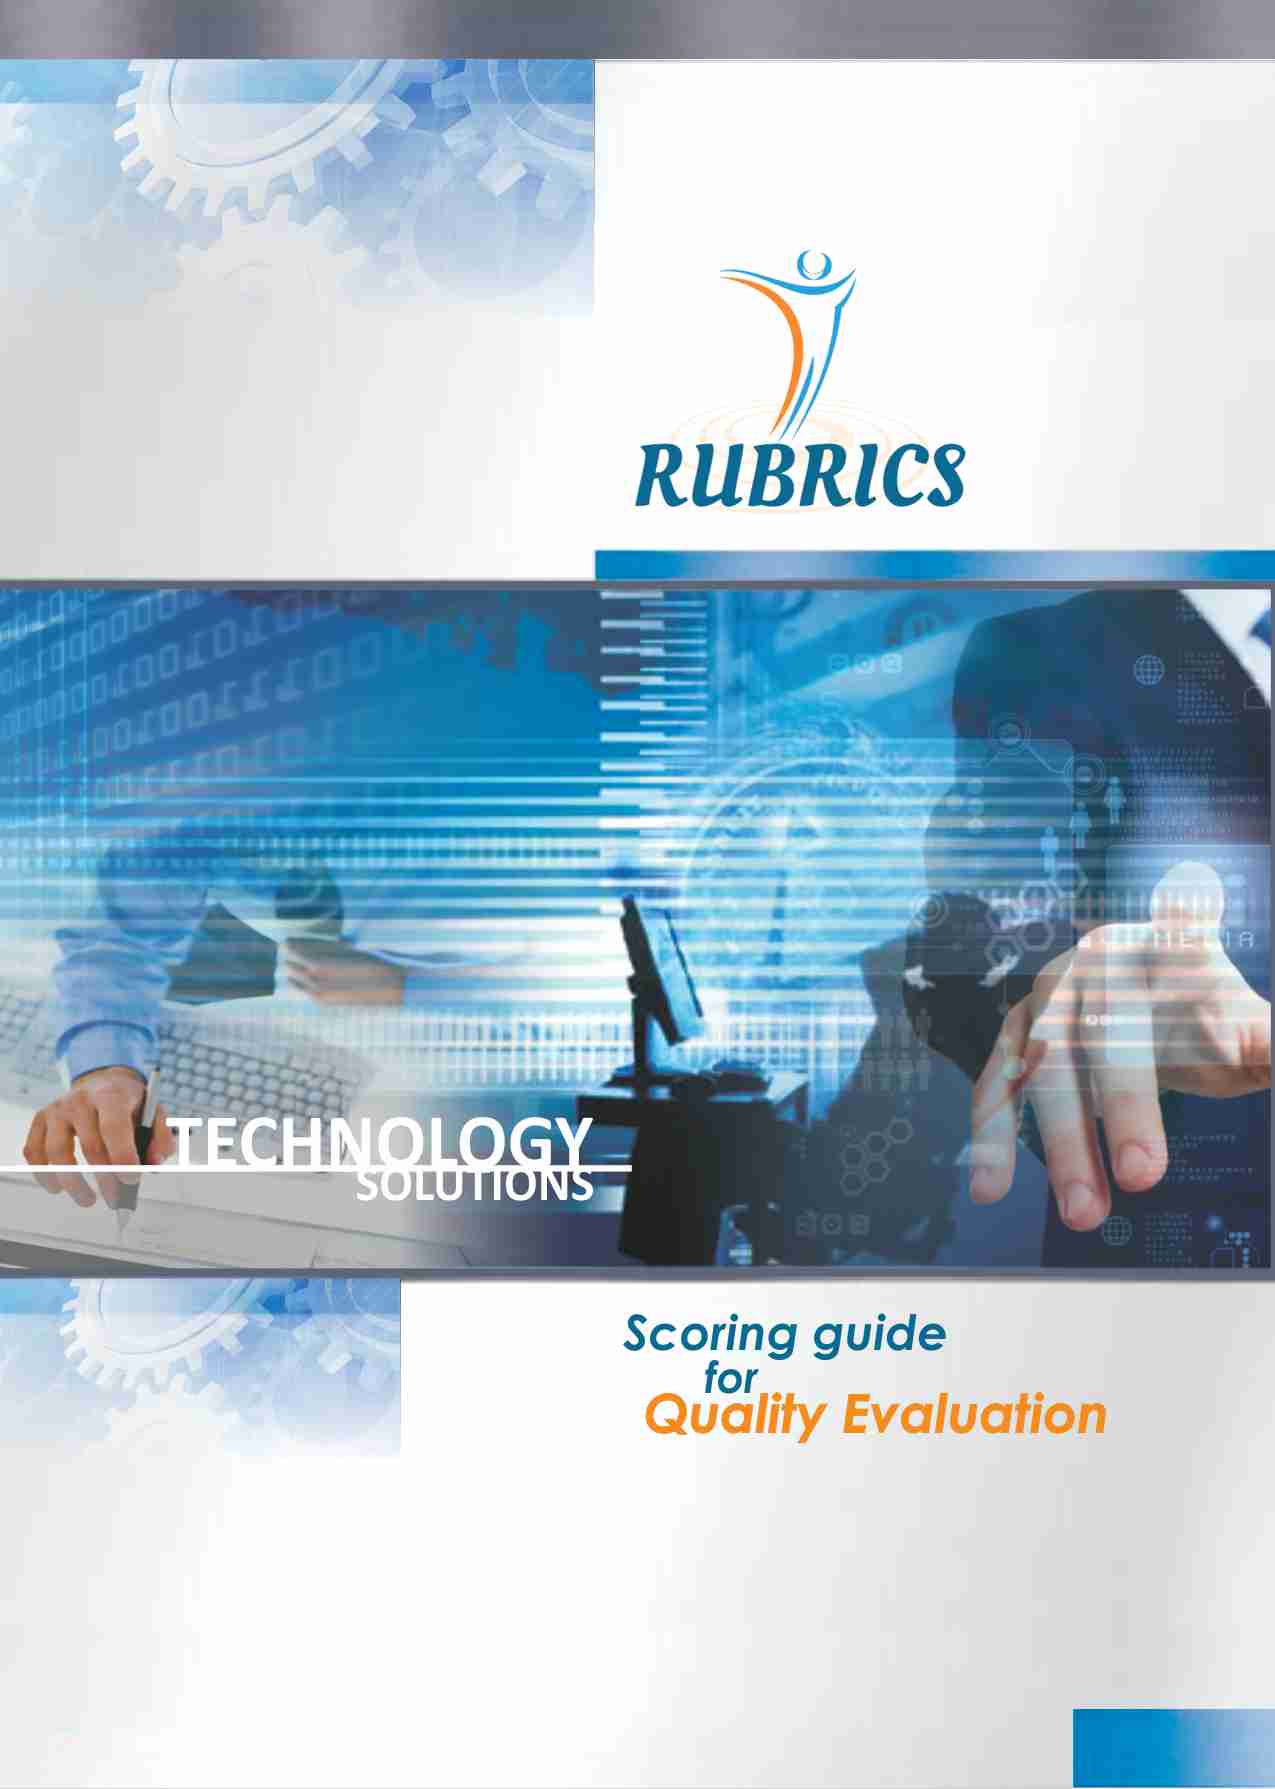 RUBRICS
TECHNOLOGY
SOLUTIONS
Scoring guide
for
Quality Evaluation